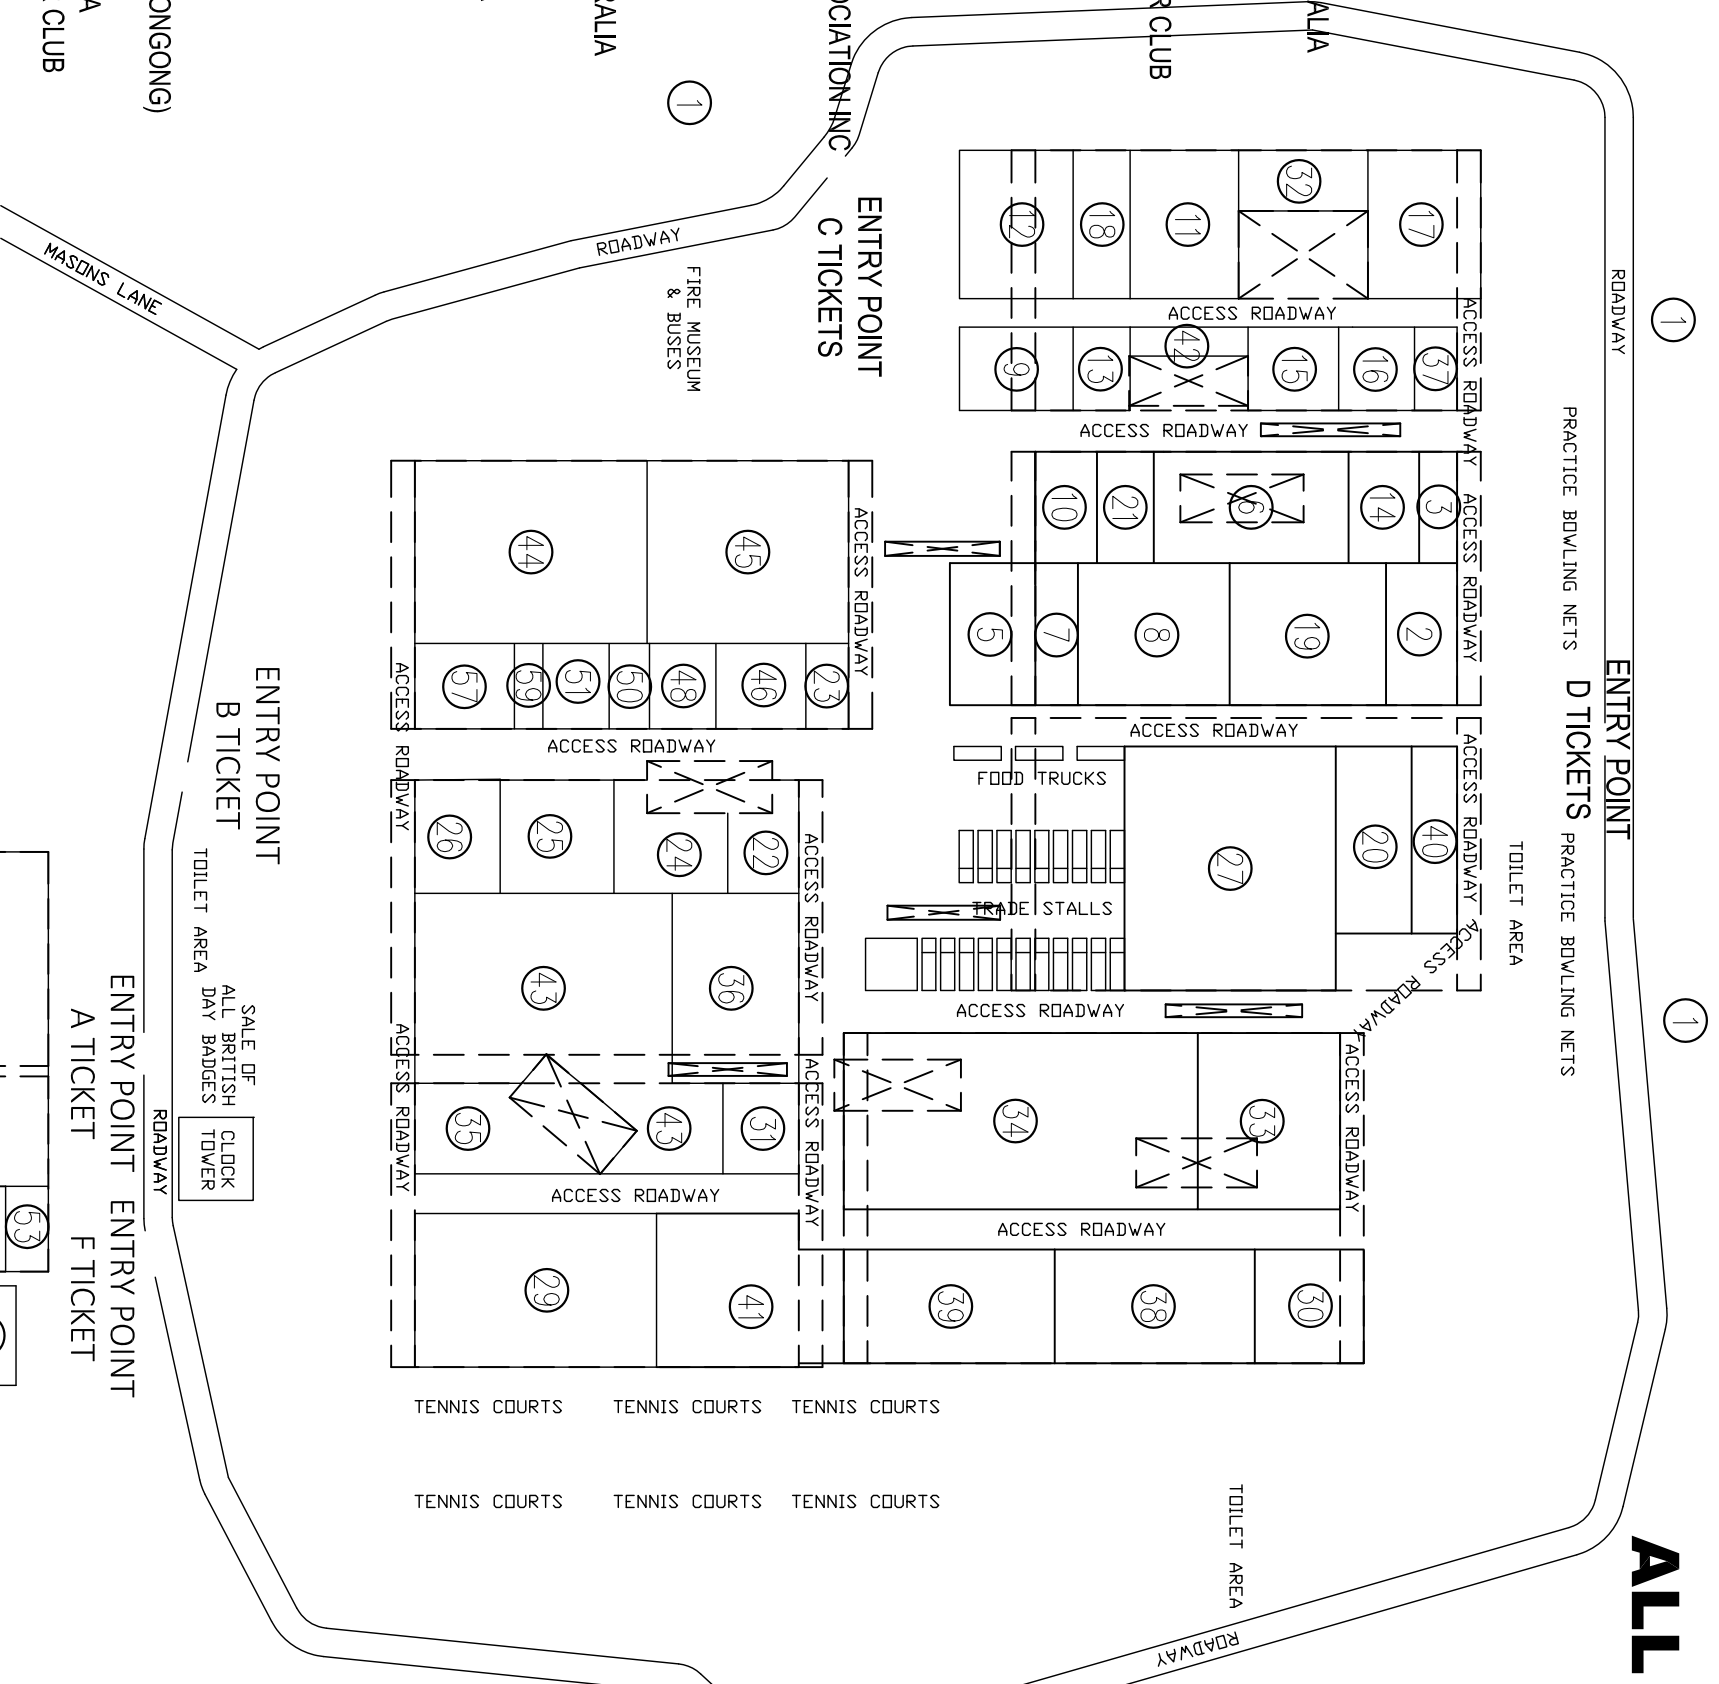 ONGONG)
CLUB
A
RALIA
OCIATION INC
R CLUB
ALIA
1
ENTRY POINT
C TICKETS
ROADWAY
MASONS LANE
FIRE MUSEUM
& BUSES
12
18
11
32
17
ACCESS ROADWAY
9
13
42
15
16
37
ACCESS ROADWAY
ACCESS ROADWAY
ROADWAY
1
PRACTICE BOWLING NETS
10
21
6
14
3
ACCESS ROADWAY
5
7
8
19
2
ACCESS ROADWAY
ENTRY POINT
D TICKETS
44
45
ACCESS ROADWAY
57
59
51
50
48
46
23
ACCESS ROADWAY
ACCESS ROADWAY
ENTRY POINT
B TICKET
FOOD TRUCKS
27
20
40
ACCESS ROADWAY
TRADE STALLS
ACCESS ROADWAY
ACCESS ROADWAY
TOILET AREA
PRACTICE BOWLING NETS
1
26
25
24
22
ACCESS ROADWAY
43
36
TOILET AREA
SALE OF
ALL BRITISH
DAY BADGES
CLOCK
TOWER
ROADWAY
ENTRY POINT
A TICKET
ENTRY POINT
F TICKET
53
ACCESS ROADWAY
35
43
31
ACCESS ROADWAY
ACCESS ROADWAY
34
33
ACCESS ROADWAY
ACCESS ROADWAY
29
41
39
38
30
TENNIS COURTS TENNIS COURTS TENNIS COURTS
TENNIS COURTS TENNIS COURTS TENNIS COURTS
TOILET AREA
ROADWAY
ALL